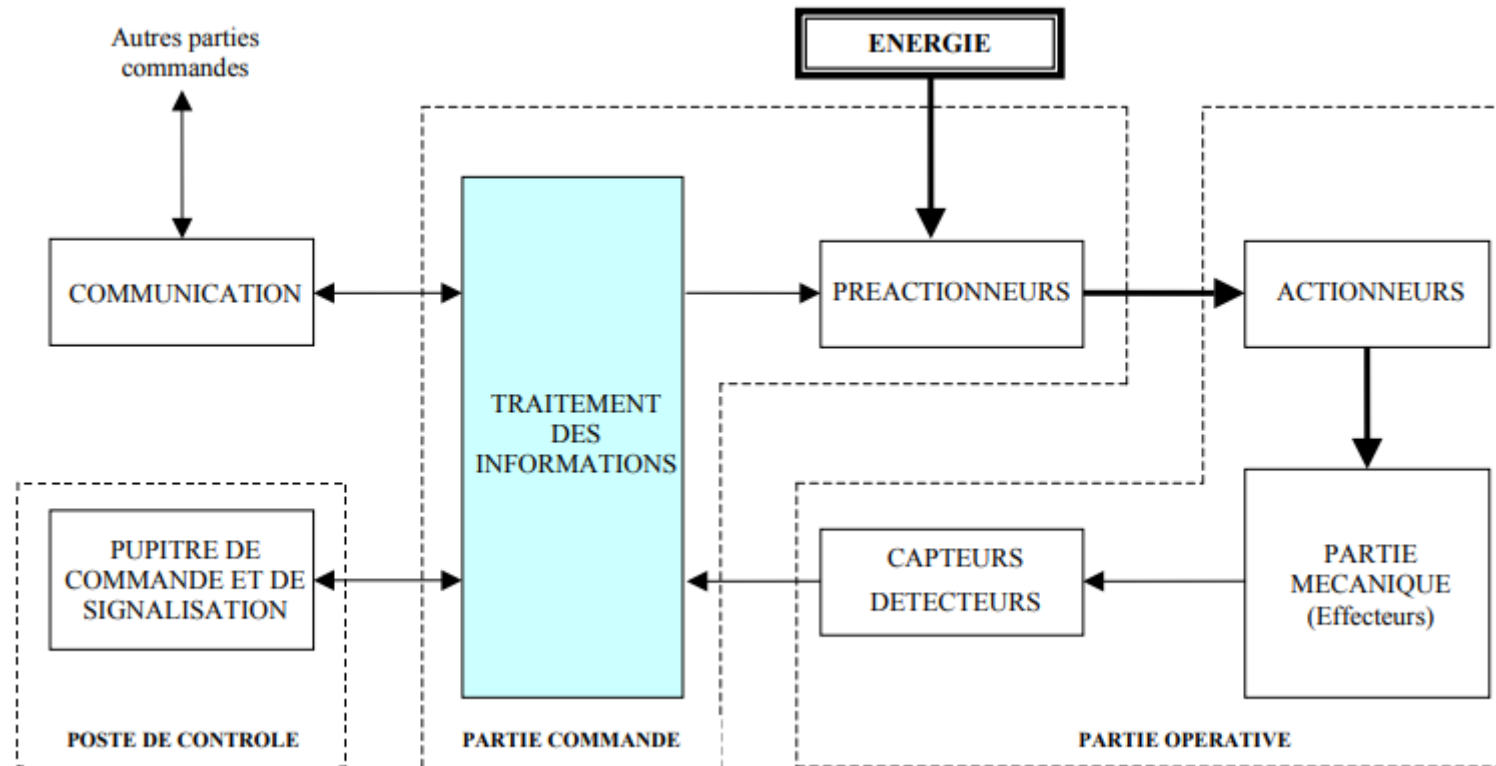 Autres parties
commandes
ENERGIE
COMMUNICATION
PREACTIONNEURS
ACTIONNEURS
TRAITEMENT
DES
INFORMATIONS
PUPITRE DE
COMMANDE ET DE
SIGNALISATION
CAPTEURS
DETECTEURS
PARTIE
MECANIQUE
(Effecteurs)
POSTE DE CONTROLE
PARTIE COMMANDE
PARTIE OPERATIVE